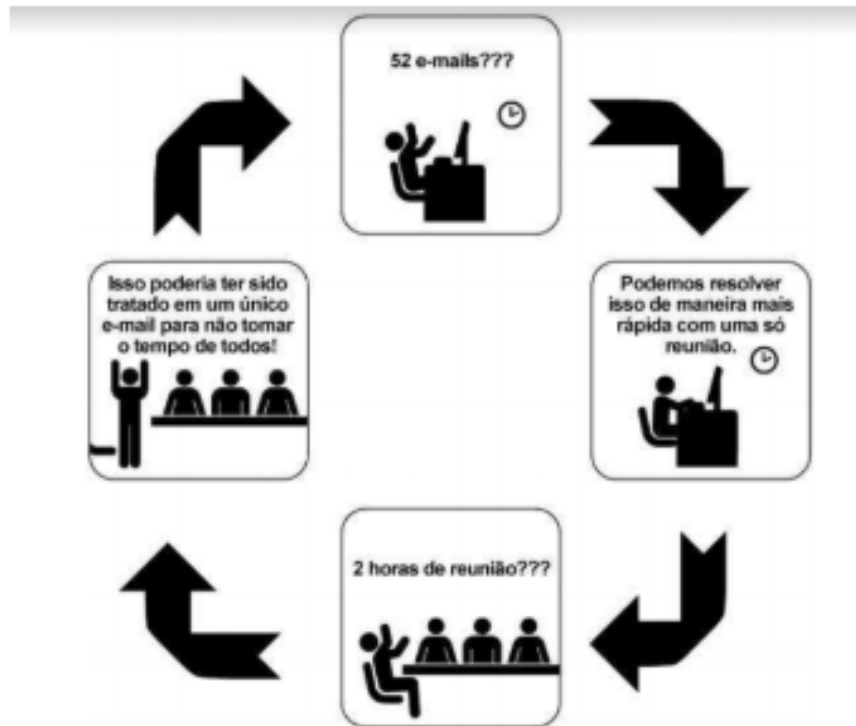 52 e-mails???
Podemos resolver
isso de maneira mais
rápida com uma só
reunião.
2 horas de reunião???
Isso poderia ter sido
tratado em um único
e-mail para não tomar
o tempo de todos!